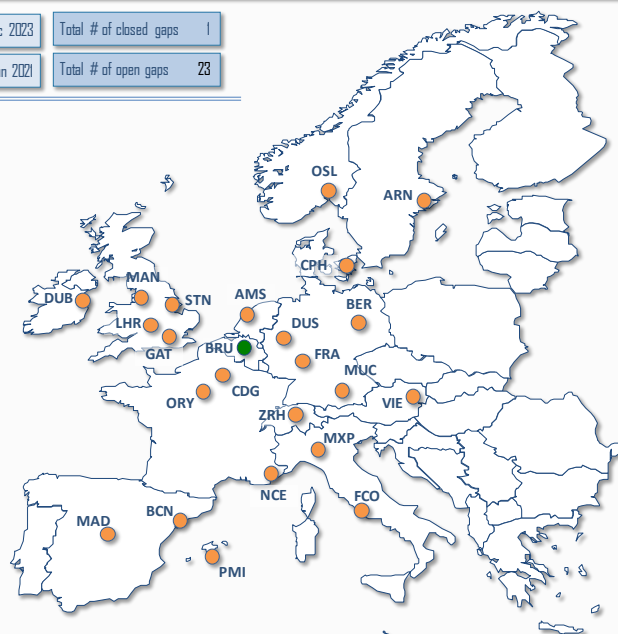 c 2023 Total # of closed gaps 1
un 2021 Total # of open gaps 23
OSL
ARN
CPH
MAN
DUB
STN
AMS
BER
LHR
DUS
GAT
BRU
FRA
MUC
CDG
ORY
VIE
ZRH
MXP
NCE
FCO
BCN
MAD
PMI